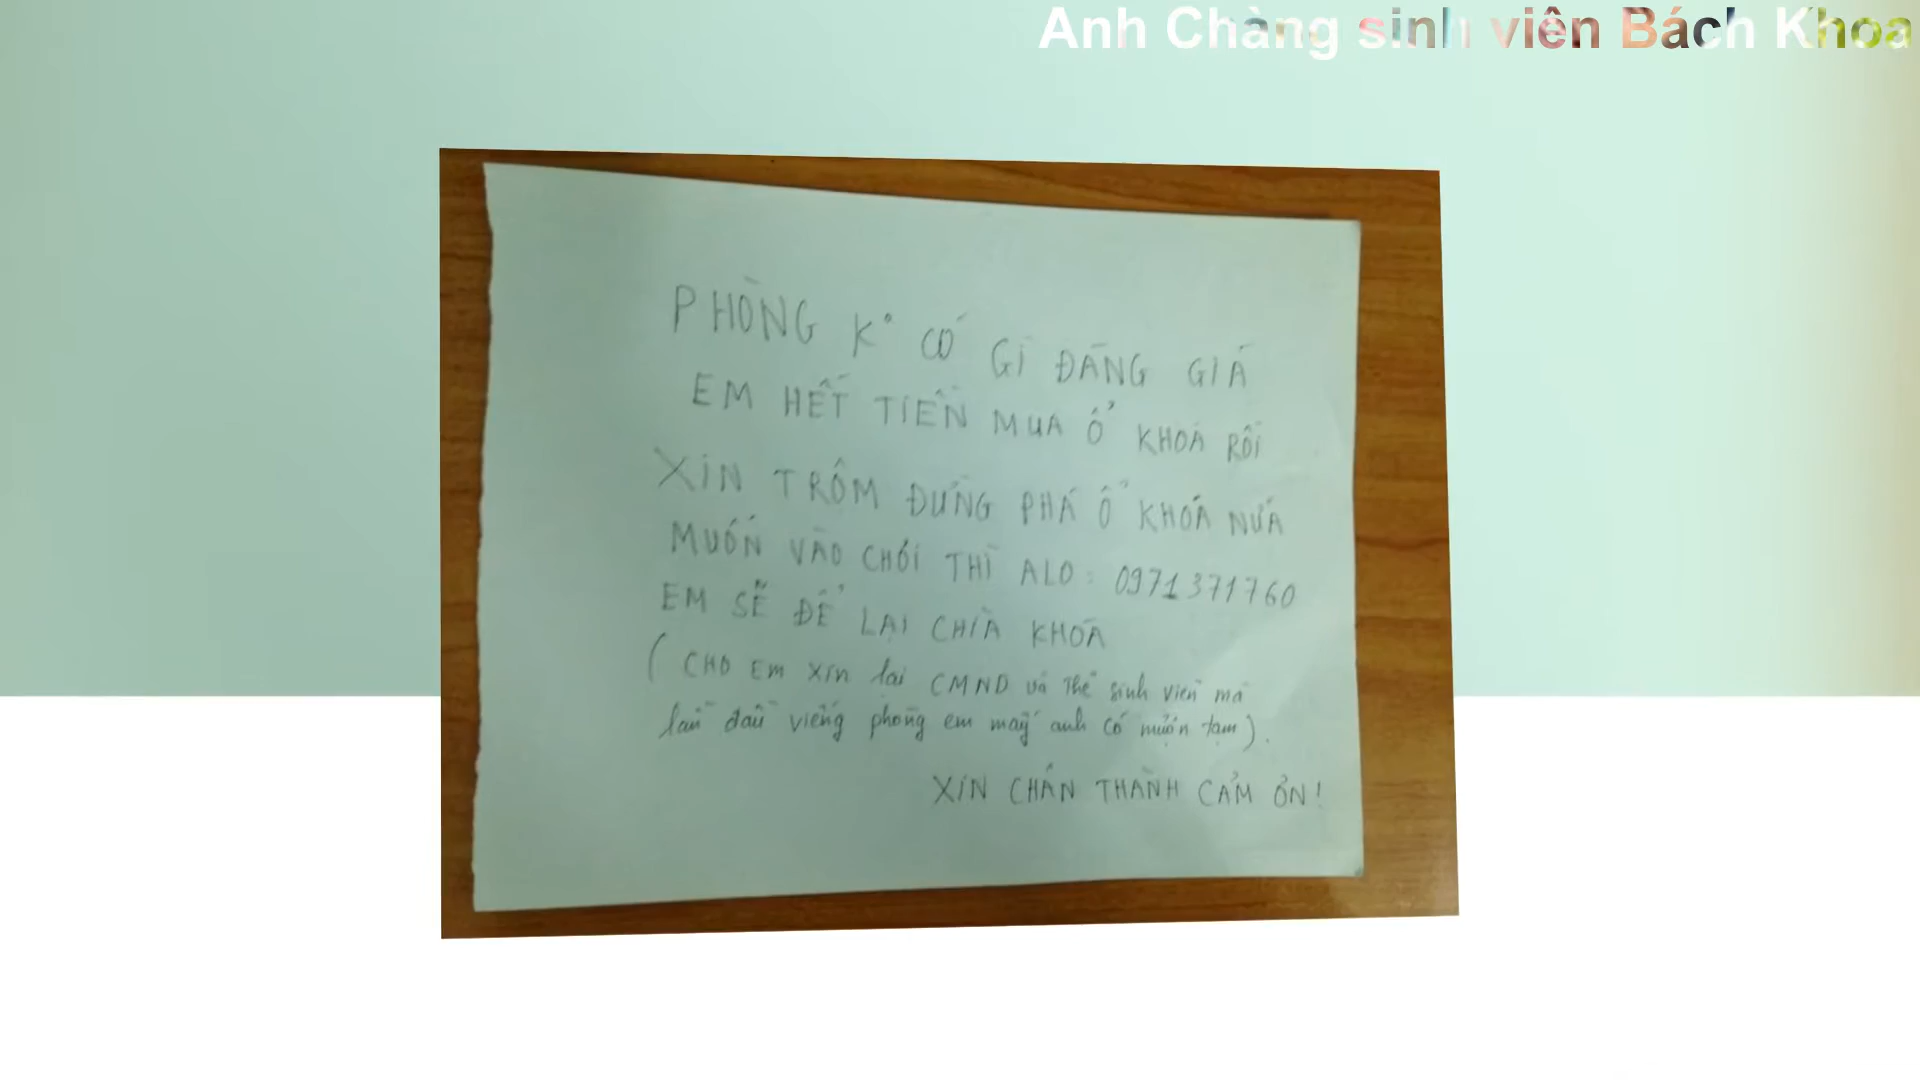 Anh Chàng sinh viên Bách Khoa
PHÒNG Kº CÓ GÌ ĐÁNG GIÁ
EM HẾT TIỀN MUA Ổ KHOÁ RỒI
XIN TRỘM ĐỪNG PHÁ Ổ KHOÁ NỮA
MUỐN VÀO CHƠI THÌ ALO: 0971371760
EM SẼ ĐỂ LẠI CHÌA KHOÁ
( CHO EM xin lại CMND và thẻ sinh viên mà
lần đầu viếng phòng em mấy anh có mượn tạm).
XIN CHÂN THÀNH CẢM ƠN!